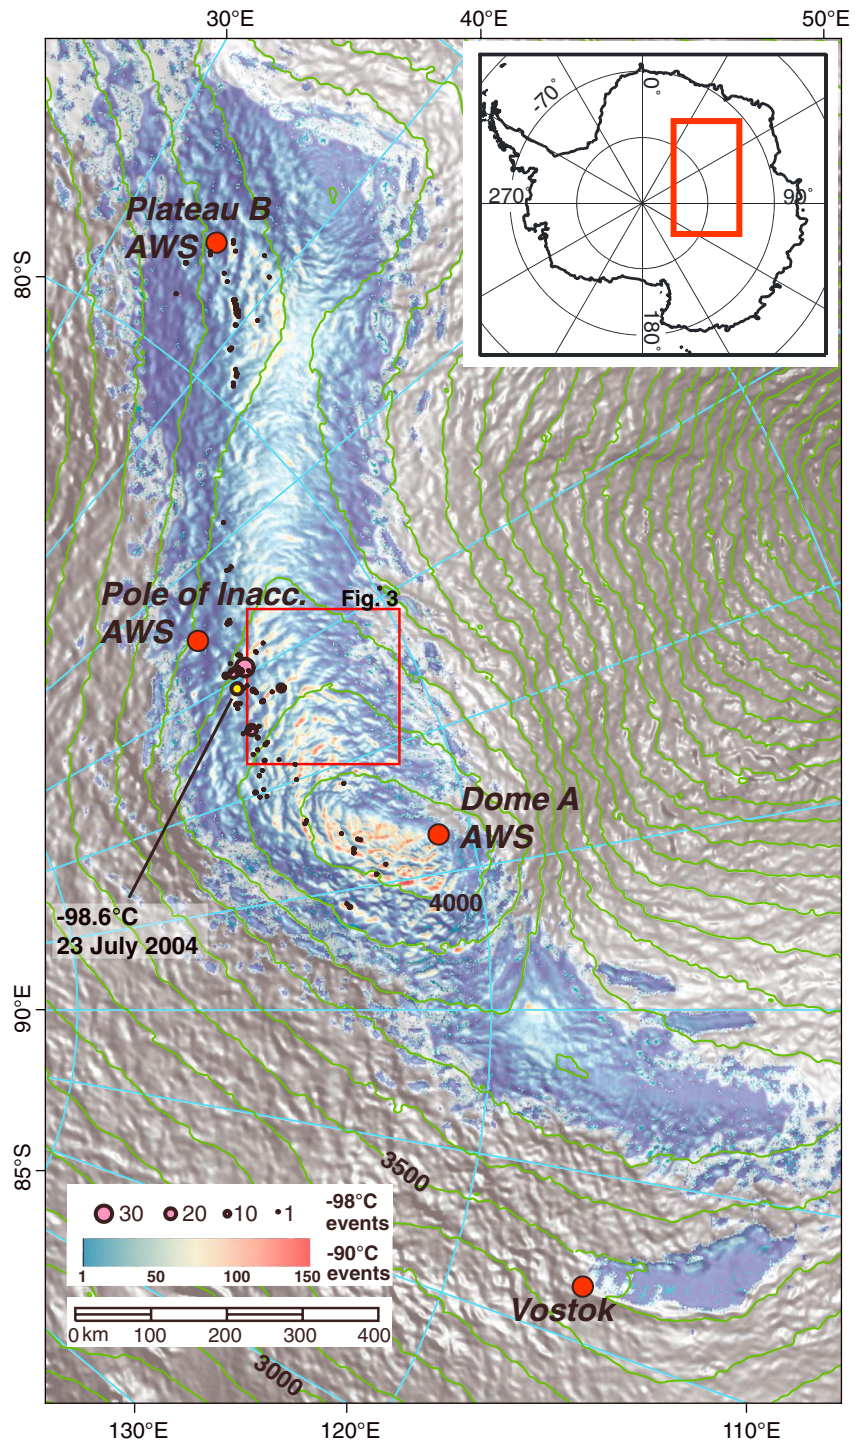 30°E
40°E
50°E
-70°
0°
270°
90°
180°
Plateau B
AWS
80°S
Pole of Inacc.
AWS
Fig. 3
Dome A
AWS
4000
-98.6°C
23 July 2004
90°E
85°S
3500
30
20
10
1
-98°C
events
1
50
100
150
-90°C
events
0 km
100
200
300
400
Vostok
3000
130°E
120°E
110°E